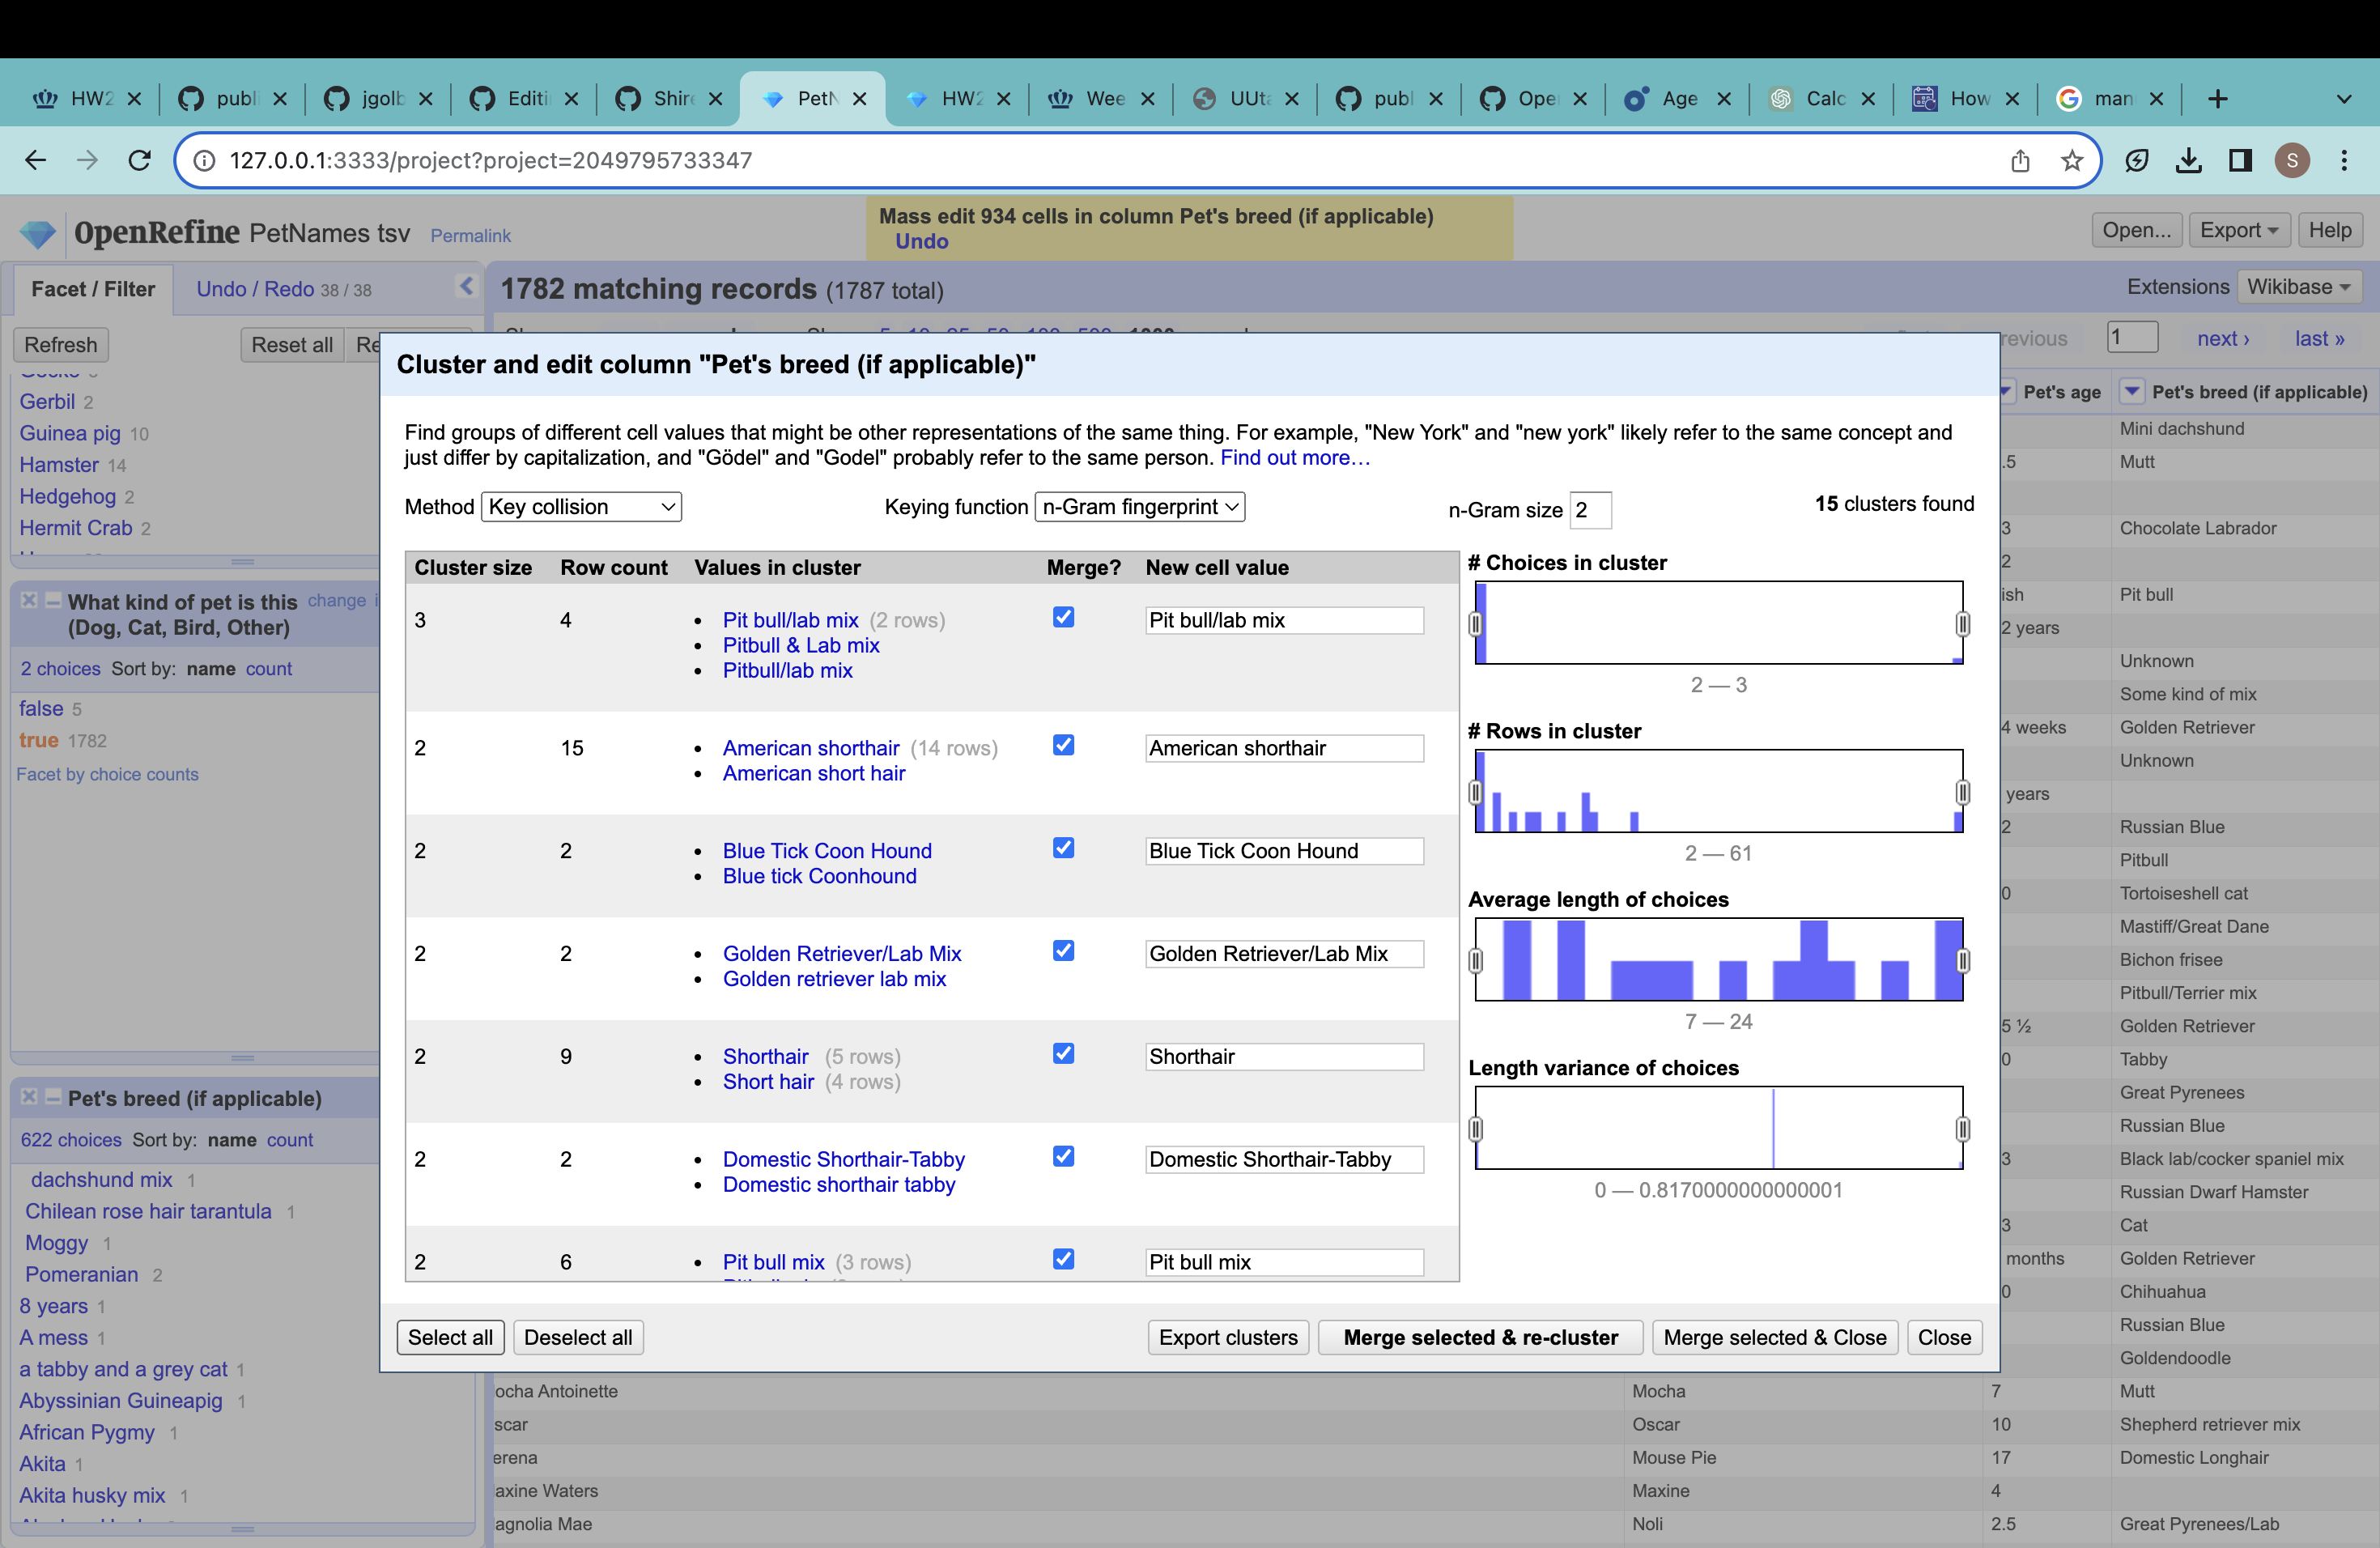 HW2
publ
jgolb
Editi
Shire
PetN
HW2
Wee
UUta
publ
Ope
Age
Calc
How
man
127.0.0.1:3333/project?project=2049795733347
S
OpenRefine PetNames tsv Permalink
Mass edit 934 cells in column Pet's breed (if applicable)
Undo
Open...
Export
Help
Facet / Filter
Undo / Redo 38 / 38
1782 matching records (1787 total)
Extensions
Wikibase
Refresh
Reset all
Re
1
next ›
last »
Gerbil 2
Guinea pig 10
Hamster 14
Hedgehog 2
Hermit Crab 2
What kind of pet is this
(Dog, Cat, Bird, Other)
change
2 choices Sort by: name count
false 5
true 1782
Facet by choice counts
Pet's breed (if applicable)
622 choices Sort by: name count
dachshund mix 1
Chilean rose hair tarantula 1
Moggy 1
Pomeranian 2
8 years 1
A mess 1
a tabby and a grey cat 1
Abyssinian Guineapig 1
African Pygmy 1
Akita 1
Akita husky mix 1
Cluster and edit column "Pet's breed (if applicable)"
Find groups of different cell values that might be other representations of the same thing. For example, "New York" and "new york" likely refer to the same concept and
just differ by capitalization, and "Gödel" and "Godel" probably refer to the same person. Find out more…
Method Key collision
Keying function n-Gram fingerprint
n-Gram size 2
15 clusters found
Cluster size Row count Values in cluster Merge? New cell value
3 4 Pit bull/lab mix (2 rows) Pit bull/lab mix
Pitbull & Lab mix
Pitbull/lab mix
2 15 American shorthair (14 rows) American shorthair
American short hair
2 2 Blue Tick Coon Hound Blue Tick Coon Hound
Blue tick Coonhound
2 2 Golden Retriever/Lab Mix Golden Retriever/Lab Mix
Golden retriever lab mix
2 9 Shorthair (5 rows) Shorthair
Short hair (4 rows)
2 2 Domestic Shorthair-Tabby Domestic Shorthair-Tabby
Domestic shorthair tabby
2 6 Pit bull mix (3 rows) Pit bull mix
# Choices in cluster
2 — 3
# Rows in cluster
2 — 61
Average length of choices
7 — 24
Length variance of choices
0 — 0.8170000000000001
Select all
Deselect all
Export clusters
Merge selected & re-cluster
Merge selected & Close
Close
revious
Pet's age Pet's breed (if applicable)
Mini dachshund
.5 Mutt
3 Chocolate Labrador
2
ish Pit bull
2 years
Unknown
Some kind of mix
4 weeks Golden Retriever
Unknown
years
2 Russian Blue
Pitbull
0 Tortoiseshell cat
Mastiff/Great Dane
Bichon frisee
Pitbull/Terrier mix
5 ½ Golden Retriever
0 Tabby
Great Pyrenees
Russian Blue
3 Black lab/cocker spaniel mix
Russian Dwarf Hamster
3 Cat
months Golden Retriever
0 Chihuahua
Russian Blue
Goldendoodle
ocha Antoinette Mocha 7 Mutt
scar Oscar 10 Shepherd retriever mix
erena Mouse Pie 17 Domestic Longhair
axine Waters Maxine 4
agnolia Mae Noli 2.5 Great Pyrenees/Lab